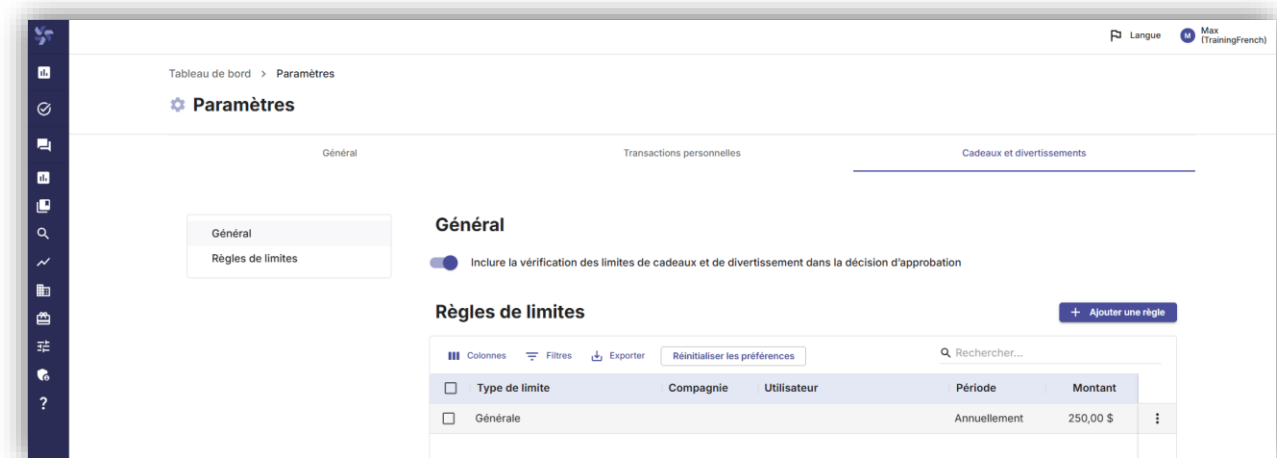 Langue
M
Max
(TrainingFrench)
Tableau de bord > Paramètres
Paramètres
Général
Transactions personnelles
Cadeaux et divertissements
Général
Règles de limites
Général
Inclure la vérification des limites de cadeaux et de divertissement dans la décision d'approbation
Règles de limites
+ Ajouter une règle
Colonnes
Filtres
Exporter
Réinitialiser les préférences
Rechercher...
Type de limite
Compagnie
Utilisateur
Période
Montant
Générale
Annuellement
250,00 $
?